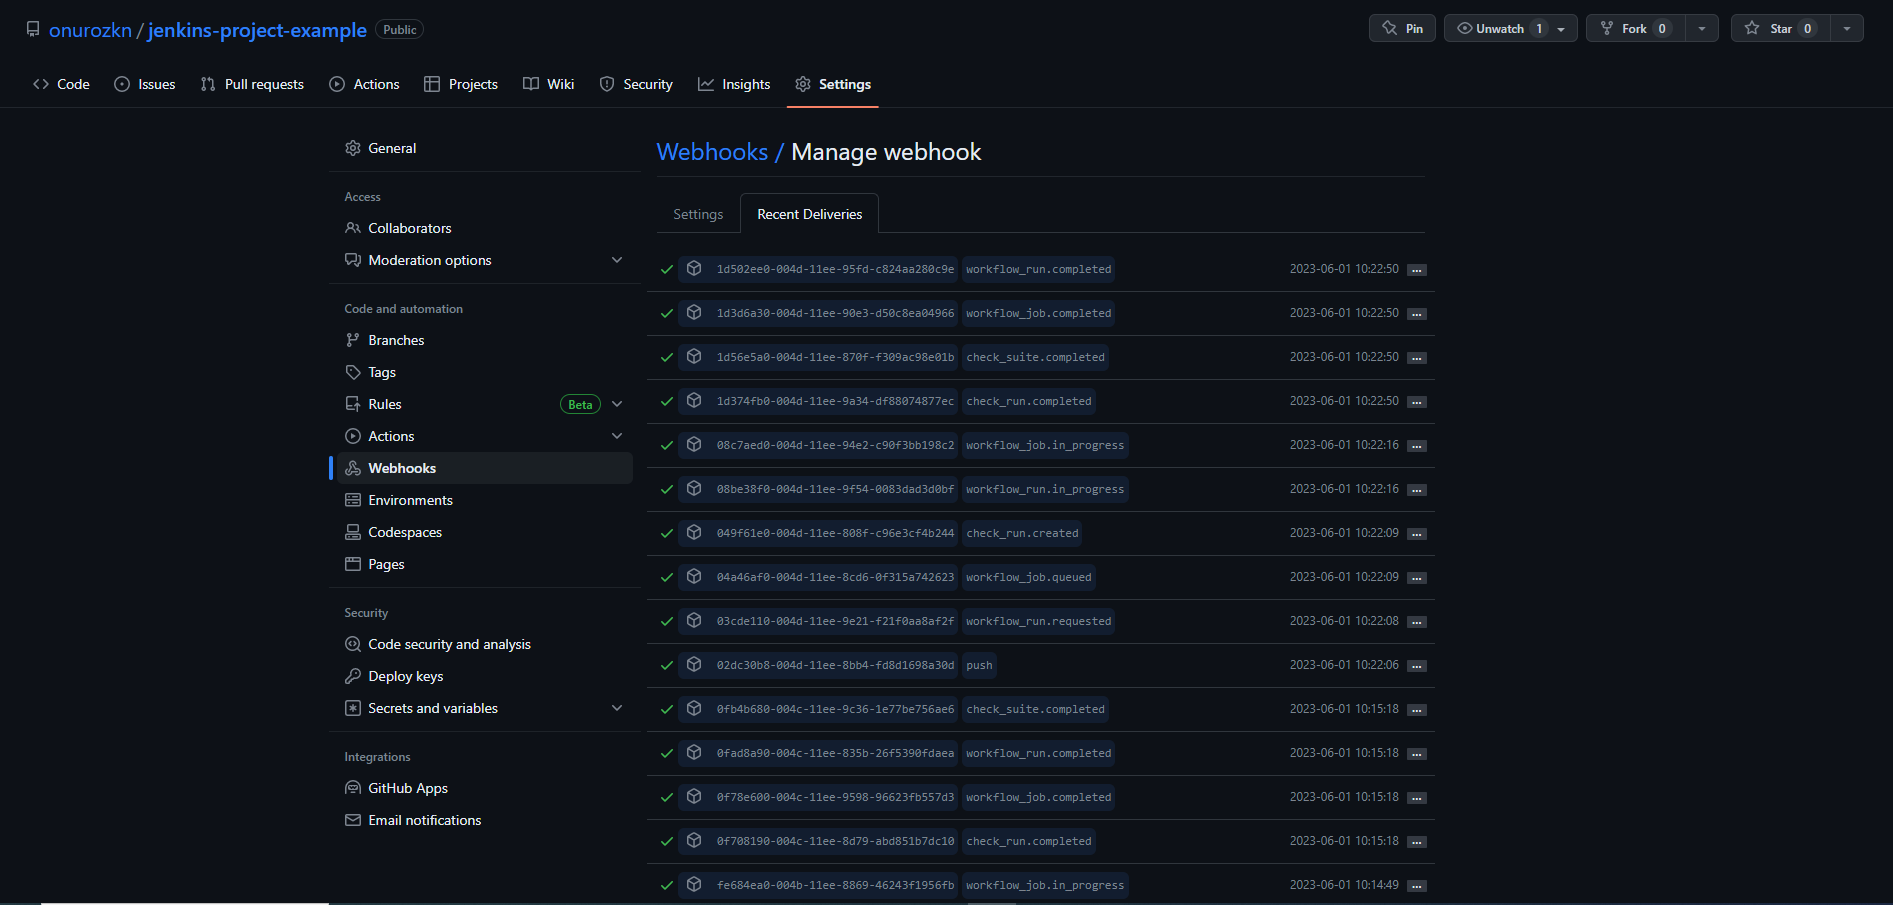 onurozkn / jenkins-project-example Public
Pin Unwatch 1 Fork 0 Star 0
Code Issues Pull requests Actions Projects Wiki Security Insights Settings
General
Access
Collaborators
Moderation options
Code and automation
Branches
Tags
Rules Beta
Actions
Webhooks
Environments
Codespaces
Pages
Security
Code security and analysis
Deploy keys
Secrets and variables
Integrations
GitHub Apps
Email notifications
Webhooks / Manage webhook
Settings Recent Deliveries
1d502ee0-004d-11ee-95fd-c824aa280c9e workflow_run.completed 2023-06-01 10:22:50 ...
1d3d6a30-004d-11ee-90e3-d50c8ea04966 workflow_job.completed 2023-06-01 10:22:50 ...
1d56e5a0-004d-11ee-870f-f309ac98e01b check_suite.completed 2023-06-01 10:22:50 ...
1d374fb0-004d-11ee-9a34-df88074877ec check_run.completed 2023-06-01 10:22:50 ...
08c7aed0-004d-11ee-94e2-c90f3bb198c2 workflow_job.in_progress 2023-06-01 10:22:16 ...
08be38f0-004d-11ee-9f54-0083dad3d0bf workflow_run.in_progress 2023-06-01 10:22:16 ...
049f61e0-004d-11ee-808f-c96e3cf4b244 check_run.created 2023-06-01 10:22:09 ...
04a46af0-004d-11ee-8cd6-0f315a742623 workflow_job.queued 2023-06-01 10:22:09 ...
03cde110-004d-11ee-9e21-f21f0aa8af2f workflow_run.requested 2023-06-01 10:22:08 ...
02dc30b8-004d-11ee-8bb4-fd8d1698a30d push 2023-06-01 10:22:06 ...
0fb4b680-004c-11ee-9c36-1e77be756ae6 check_suite.completed 2023-06-01 10:15:18 ...
0fad8a90-004c-11ee-835b-26f5390fdaea workflow_run.completed 2023-06-01 10:15:18 ...
0f78e600-004c-11ee-9598-96623fb557d3 workflow_job.completed 2023-06-01 10:15:18 ...
0f708190-004c-11ee-8d79-abd851b7dc10 check_run.completed 2023-06-01 10:15:18 ...
fe684ea0-004b-11ee-8869-46243f1956fb workflow_job.in_progress 2023-06-01 10:14:49 ...